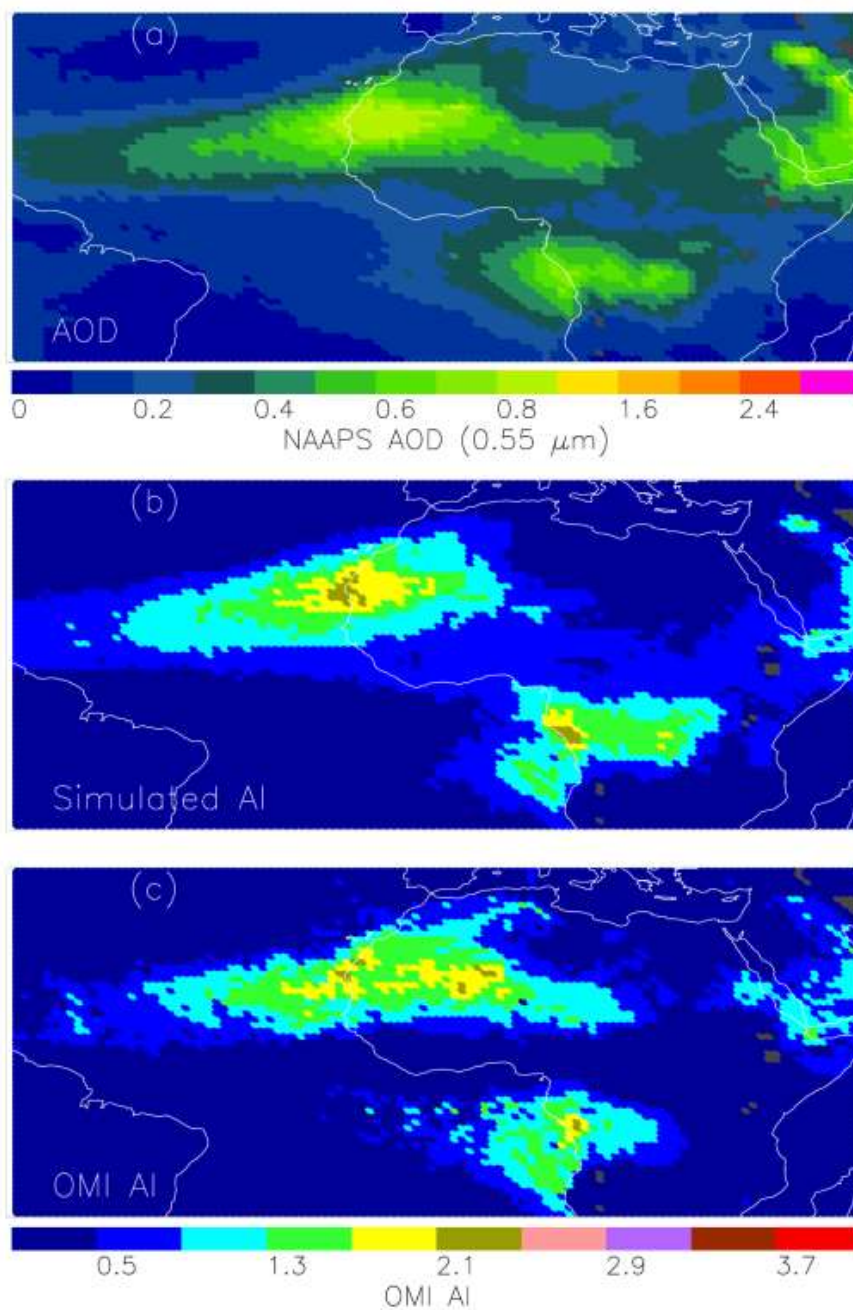 (a)
AOD
0 0.2 0.4 0.6 0.8 1.6 2.4
NAAPS AOD (0.55 μm)
(b)
Simulated AI
(c)
OMI AI
0.5 1.3 2.1 2.9 3.7
OMI AI